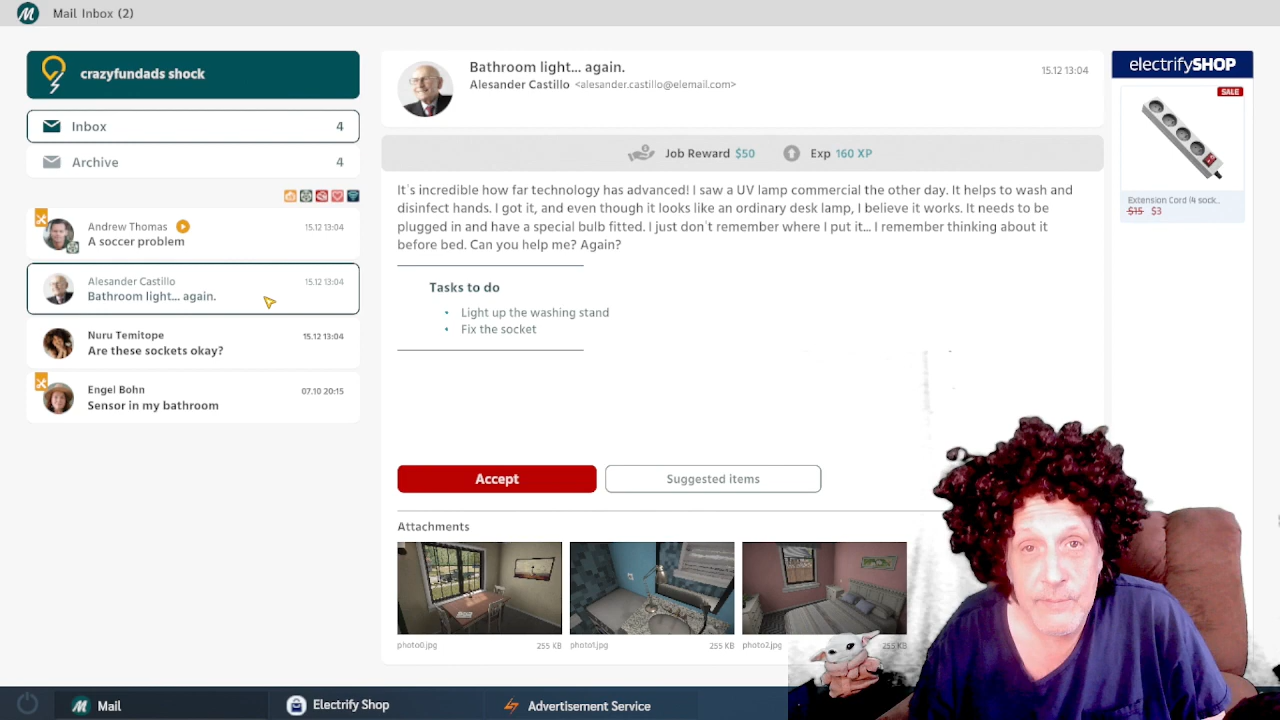 Mail Inbox (2)
crazyfundads shock
Inbox 4
Archive 4
Andrew Thomas 15.12 13:04
A soccer problem
Alesander Castillo 15.12 13:04
Bathroom light... again.
Nuru Temitope 15.12 13:04
Are these sockets okay?
Engel Bohn 07.10 20:15
Sensor in my bathroom
Bathroom light... again.
Alesander Castillo <alesander.castillo@elemail.com>
15.12 13:04
Job Reward $50 Exp 160 XP
It's incredible how far technology has advanced! I saw a UV lamp commercial the other day. It helps to wash and
disinfect hands. I got it, and even though it looks like an ordinary desk lamp, I believe it works. It needs to be
plugged in and have a special bulb fitted. I just don't remember where I put it... I remember thinking about it
before bed. Can you help me? Again?
Tasks to do
• Light up the washing stand
• Fix the socket
Accept Suggested items
Attachments
photo0.jpg 255 KB photo1.jpg 255 KB photo2.jpg 255 KB
electrifySHOP
SALE
Extension Cord (4 sock..
$15 $3
Mail Electrify Shop Advertisement Service